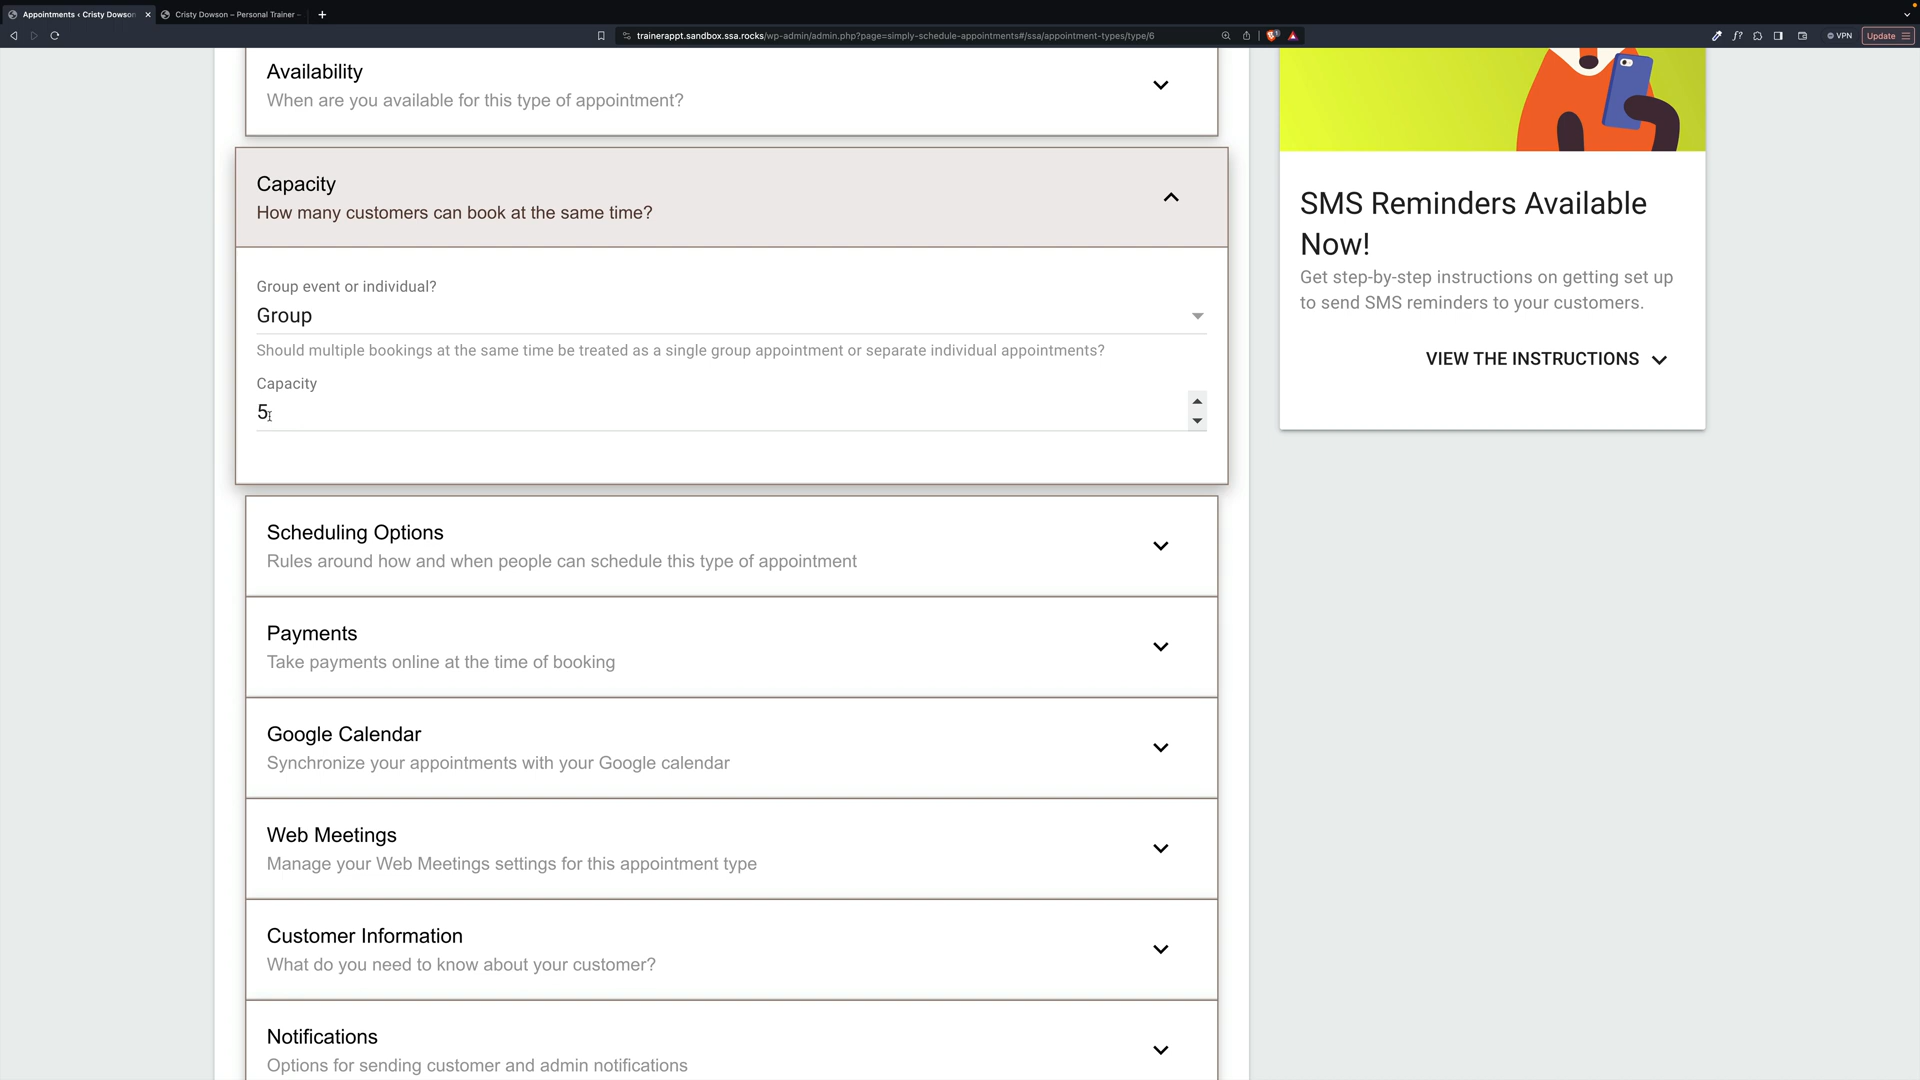 Appointments ‹ Cristy Dowson
Cristy Dowson – Personal Trainer -
trainerappt.sandbox.ssa.rocks/wp-admin/admin.php?page=simply-schedule-appointments#/ssa/appointment-types/type/6
VPN
Update
Availability
When are you available for this type of appointment?
Capacity
How many customers can book at the same time?
Group event or individual?
Group
Should multiple bookings at the same time be treated as a single group appointment or separate individual appointments?
Capacity
5
Scheduling Options
Rules around how and when people can schedule this type of appointment
Payments
Take payments online at the time of booking
Google Calendar
Synchronize your appointments with your Google calendar
Web Meetings
Manage your Web Meetings settings for this appointment type
Customer Information
What do you need to know about your customer?
Notifications
Options for sending customer and admin notifications
SMS Reminders Available
Now!
Get step-by-step instructions on getting set up
to send SMS reminders to your customers.
VIEW THE INSTRUCTIONS